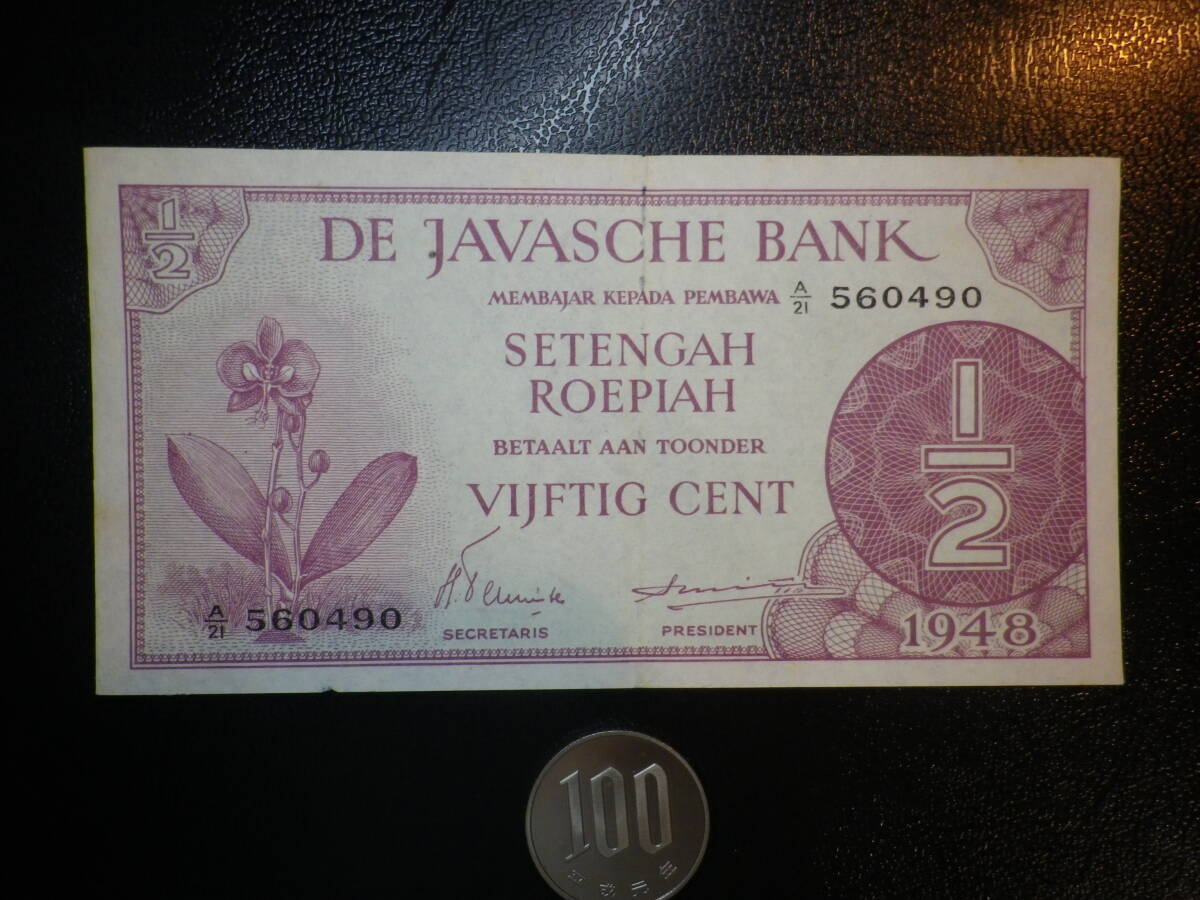 1/2
DE JAVASCHE BANK
MEMBAJAR KEPADA PEMBAWA A/21 560490
SETENGAH
ROEPIAH
BETAALT AAN TOONDER
VIJFTIG CENT
1/2
A/21 560490
SECRETARIS
PRESIDENT
1948
100